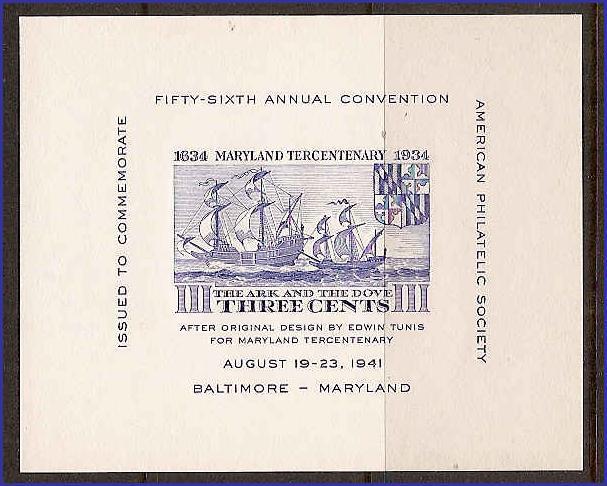 FIFTY-SIXTH ANNUAL CONVENTION
ISSUED TO COMMEMORATE
AMERICAN PHILATELIC SOCIETY
1634 MARYLAND TERCENTENARY 1934
III THE ARK AND THE DOVE III
THREE CENTS
AFTER ORIGINAL DESIGN BY EDWIN TUNIS
FOR MARYLAND TERCENTENARY
AUGUST 19-23, 1941
BALTIMORE – MARYLAND